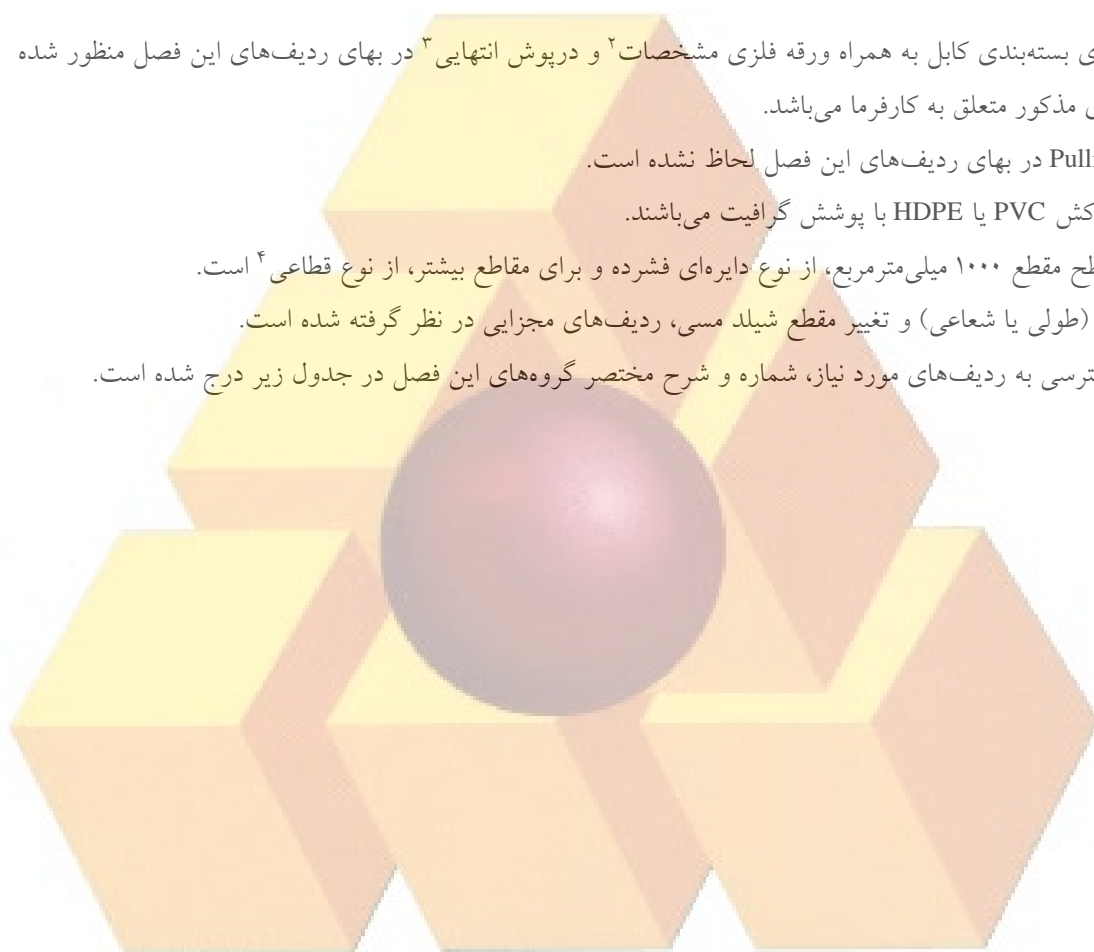 بسته‌بندی کابل به همراه ورقه فلزی مشخصات۲ و درپوش انتهایی۳ در بهای ردیف‌های این فصل منظور شده
مذکور متعلق به کارفرما می‌باشد.
در بهای ردیف‌های این فصل لحاظ نشده است.
PVC یا HDPE با پوشش گرافیت می‌باشند.
مقطع ۱۰۰۰ میلی‌مترمربع، از نوع دایره‌ای فشرده و برای مقاطع بیشتر، از نوع قطاعی۴ است.
(طولی یا شعاعی) و تغییر مقطع شیلد مسی، ردیف‌های مجزایی در نظر گرفته شده است.
به ردیف‌های مورد نیاز، شماره و شرح مختصر گروه‌های این فصل در جدول زیر درج شده است.